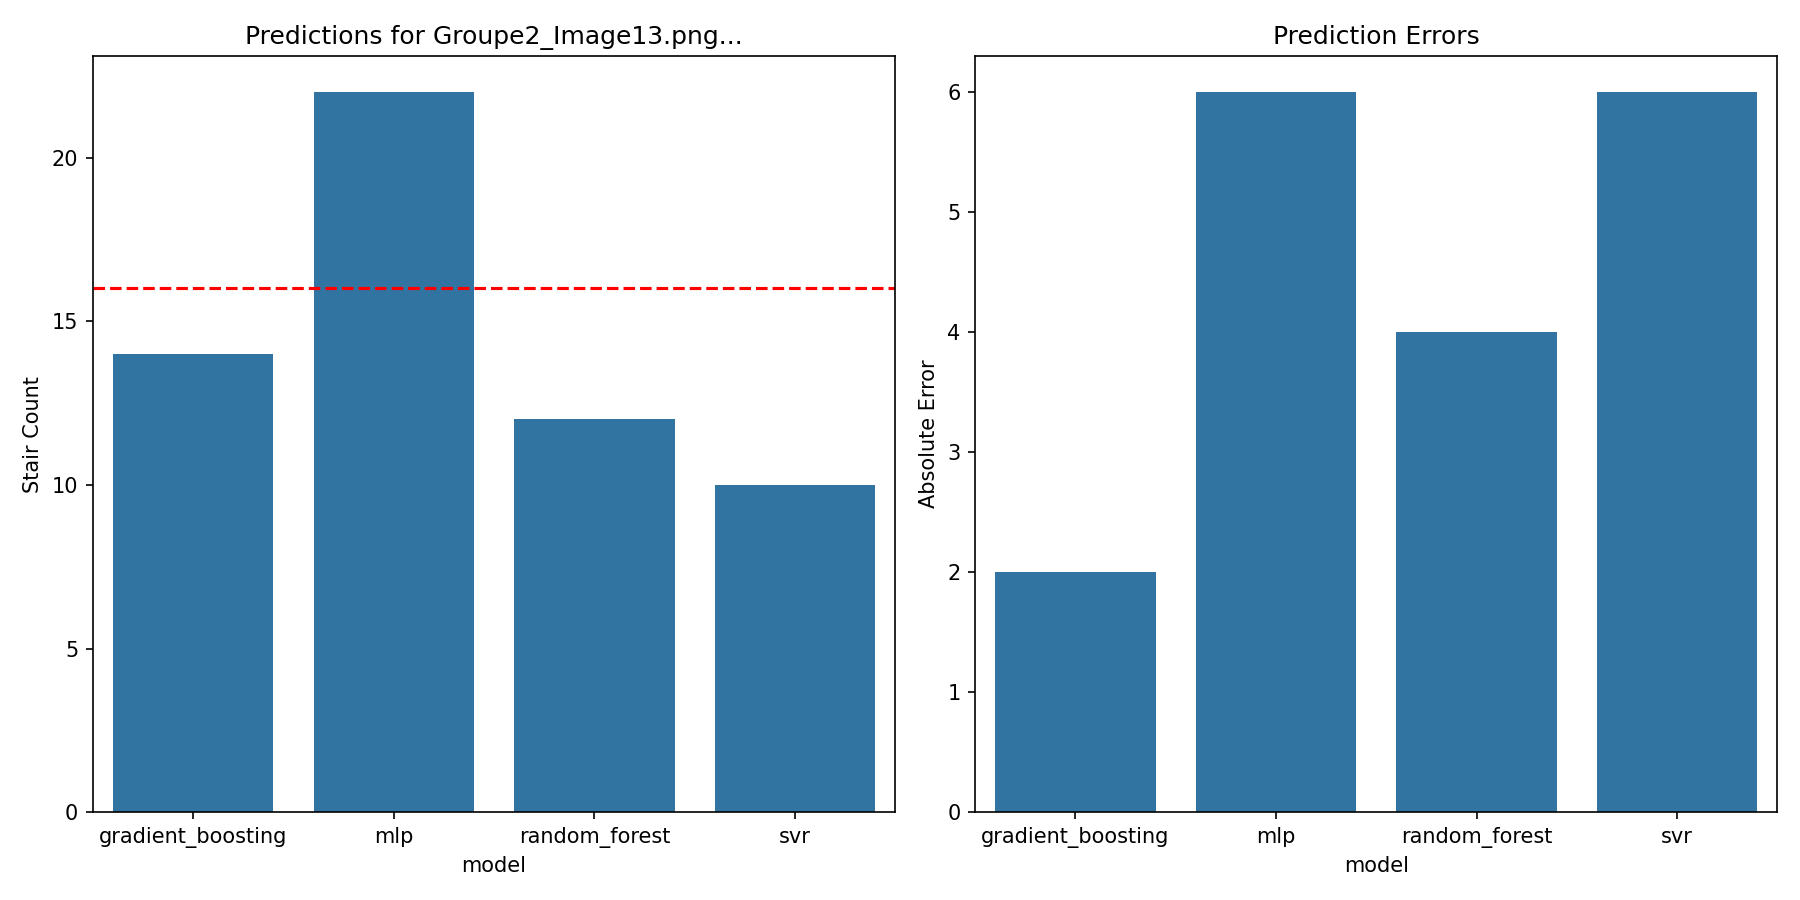 Predictions for Groupe2_Image13.png...
Stair Count
20
15
10
5
0
gradient_boosting mlp random_forest svr
model
Prediction Errors
Absolute Error
6
5
4
3
2
1
0
gradient_boosting mlp random_forest svr
model